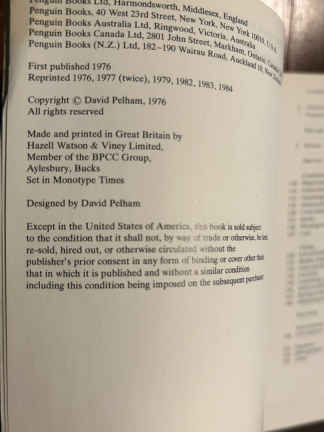 Penguin Books Ltd, Harmondsworth, Middlesex, England
Penguin Books, 40 West 23rd Street, New York, New York 10010, U.S.A.
Penguin Books Australia Ltd, Ringwood, Victoria, Australia
Penguin Books Canada Ltd, 2801 John Street, Markham, Ontario, Canada
Penguin Books (N.Z.) Ltd, 182–190 Wairau Road, Auckland 10, New Zealand
First published 1976
Reprinted 1976, 1977 (twice), 1979, 1982, 1983, 1984
Copyright © David Pelham, 1976
All rights reserved
Made and printed in Great Britain by
Hazell Watson & Viney Limited,
Member of the BPCC Group,
Aylesbury, Bucks
Set in Monotype Times
Designed by David Pelham
Except in the United States of America, this book is sold subject
to the condition that it shall not, by way of trade or otherwise, be lent,
re-sold, hired out, or otherwise circulated without the
publisher's prior consent in any form of binding or cover other than
that in which it is published and without a similar condition
including this condition being imposed on the subsequent purchaser